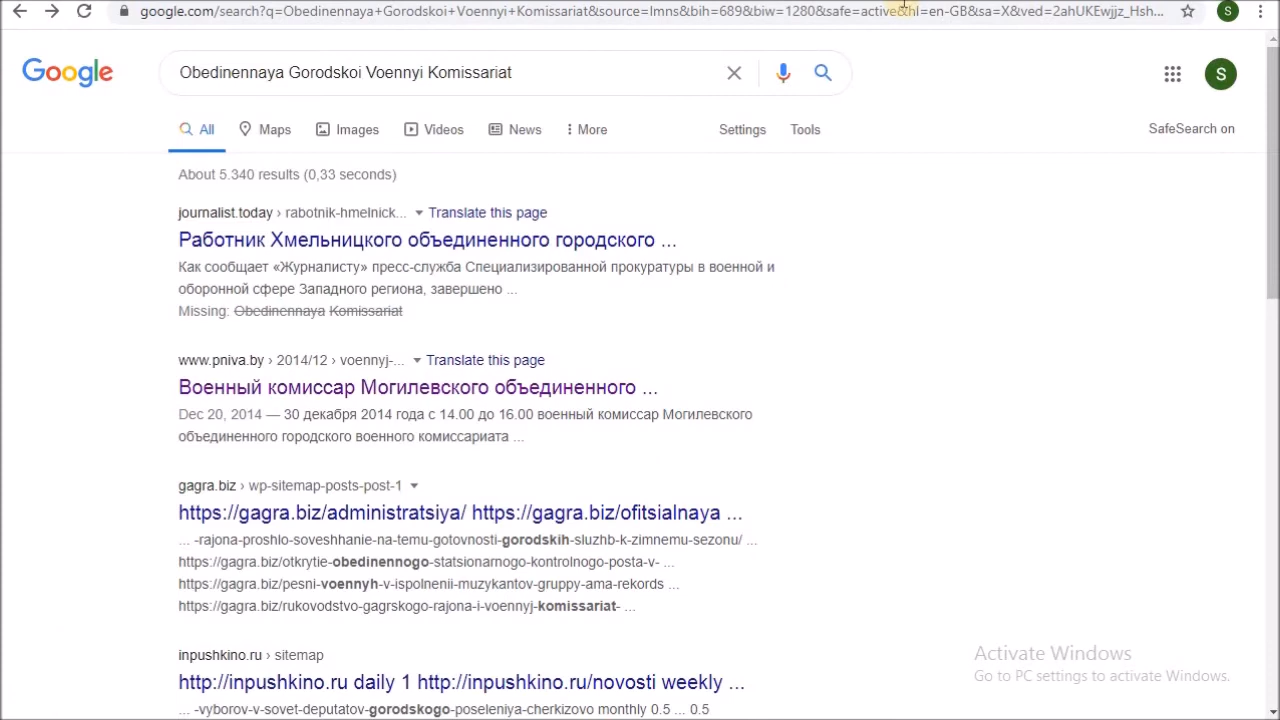 google.com/search?q=Obedinennaya+Gorodskoi+Voennyi+Komissariat&source=lmns&bih=689&biw=1280&safe=active&hl=en-GB&sa=X&ved=2ahUKEwjjz_Hsh...
S
Google
Obedinennaya Gorodskoi Voennyi Komissariat
S
All Maps Images Videos News More Settings Tools SafeSearch on
About 5.340 results (0,33 seconds)
journalist.today › rabotnik-hmelnick... Translate this page
Работник Хмельницкого объединенного городского ...
Как сообщает «Журналисту» пресс-служба Специализированной прокуратуры в военной и
оборонной сфере Западного региона, завершено ...
Missing: Obedinennaya Komissariat
www.pniva.by › 2014/12 › voennyj-... Translate this page
Военный комиссар Могилевского объединенного ...
Dec 20, 2014 — 30 декабря 2014 года с 14.00 до 16.00 военный комиссар Могилевского
объединенного городского военного комиссариата ...
gagra.biz › wp-sitemap-posts-post-1
https://gagra.biz/administratsiya/ https://gagra.biz/ofitsialnaya ...
... -rajona-proshlo-soveshhanie-na-temu-gotovnosti-gorodskih-sluzhb-k-zimnemu-sezonu/ ...
https://gagra.biz/otkrytie-obedinennogo-statsionarnogo-kontrolnogo-posta-v- ...
https://gagra.biz/pesni-voennyh-v-ispolnenii-muzykantov-gruppy-ama-rekords ...
https://gagra.biz/rukovodstvo-gagrskogo-rajona-i-voennyj-komissariat- ...
inpushkino.ru › sitemap
http://inpushkino.ru daily 1 http://inpushkino.ru/novosti weekly ...
... -vyborov-v-sovet-deputatov-gorodskogo-poseleniya-cherkizovo monthly 0.5 ... 0.5
Activate Windows
Go to PC settings to activate Windows.